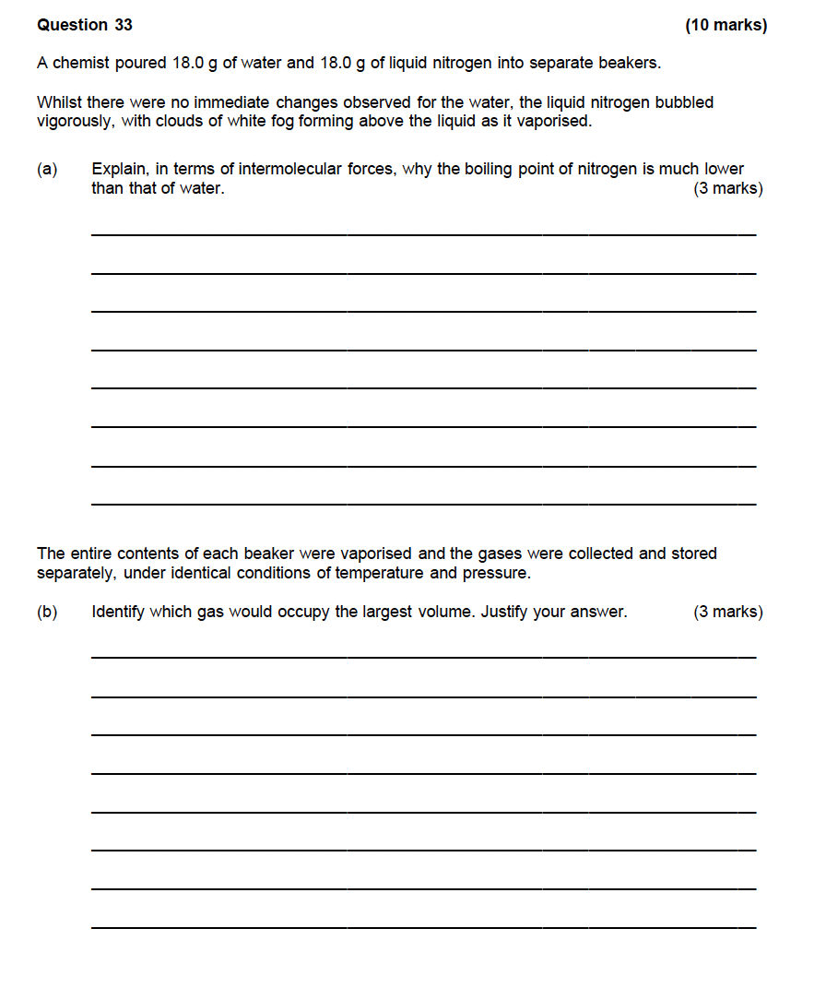 Question 33 (10 marks)
A chemist poured 18.0 g of water and 18.0 g of liquid nitrogen into separate beakers.
Whilst there were no immediate changes observed for the water, the liquid nitrogen bubbled
vigorously, with clouds of white fog forming above the liquid as it vaporised.
(a) Explain, in terms of intermolecular forces, why the boiling point of nitrogen is much lower
than that of water. (3 marks)
The entire contents of each beaker were vaporised and the gases were collected and stored
separately, under identical conditions of temperature and pressure.
(b) Identify which gas would occupy the largest volume. Justify your answer. (3 marks)